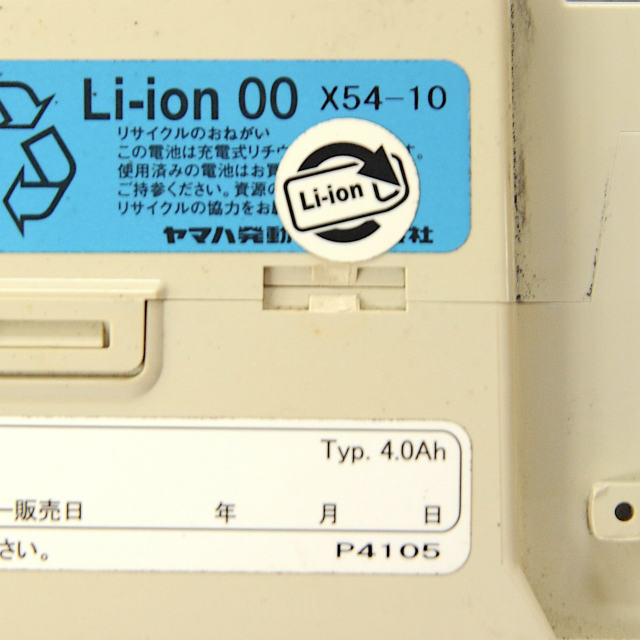 Li-ion 00 X54-10
リサイクルのおねがい
この電池は充電式リチウ す。
使用済みの電池はお買
ご持参ください。資源の
リサイクルの協力をお
ヤマハ発動 社
Li-ion
Typ. 4.0Ah
ー販売日 年 月 日
さい。 P4105